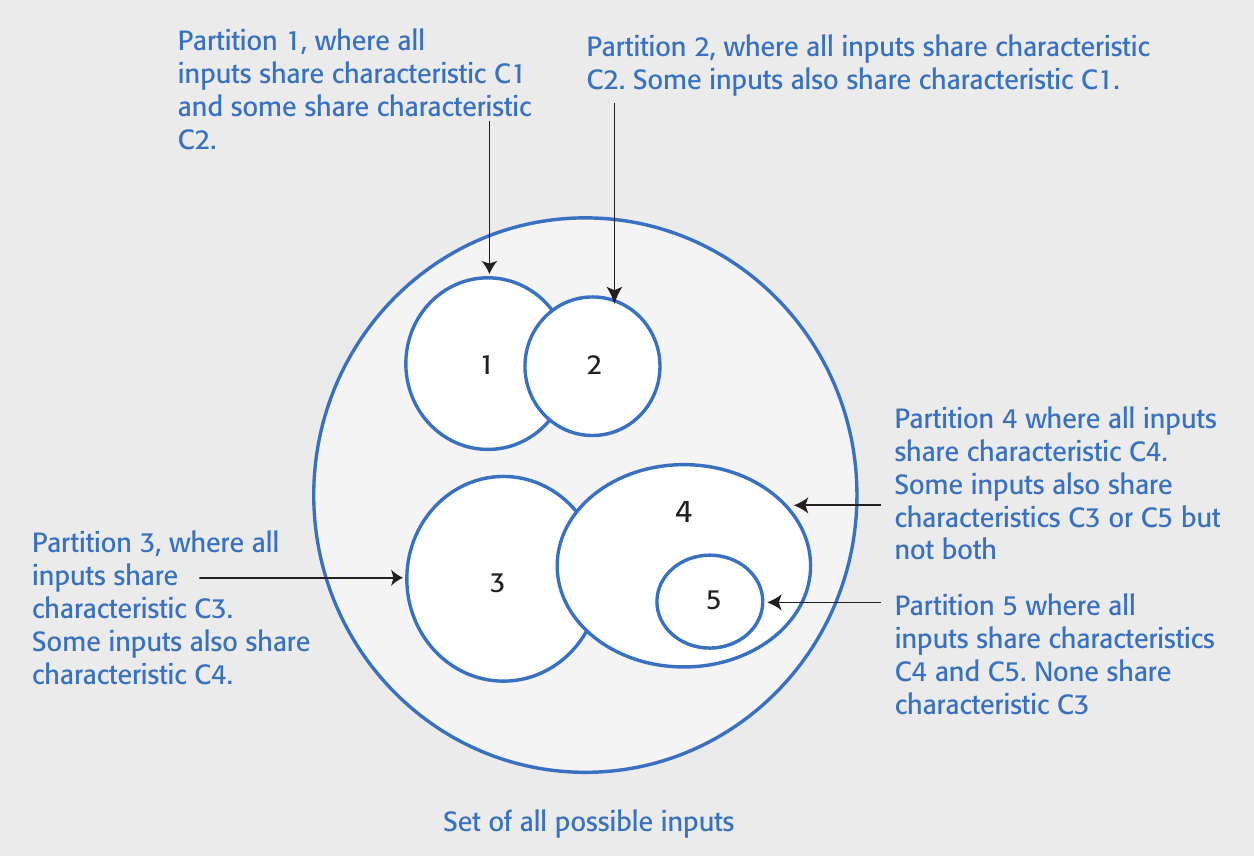 Partition 1, where all
inputs share characteristic C1
and some share characteristic
C2.
Partition 2, where all inputs share characteristic
C2. Some inputs also share characteristic C1.
1
2
Partition 4 where all inputs
share characteristic C4.
Some inputs also share
characteristics C3 or C5 but
not both
4
Partition 3, where all
inputs share
characteristic C3.
Some inputs also share
characteristic C4.
3
5
Partition 5 where all
inputs share characteristics
C4 and C5. None share
characteristic C3
Set of all possible inputs